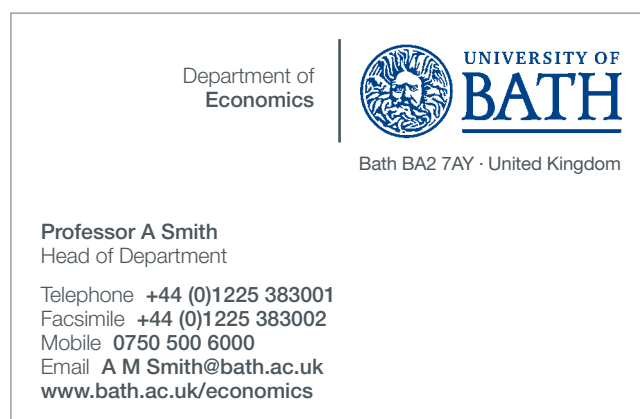 Department of
Economics
UNIVERSITY OF
BATH
Bath BA2 7AY · United Kingdom
Professor A Smith
Head of Department
Telephone +44 (0)1225 383001
Facsimile +44 (0)1225 383002
Mobile 0750 500 6000
Email A M Smith@bath.ac.uk
www.bath.ac.uk/economics